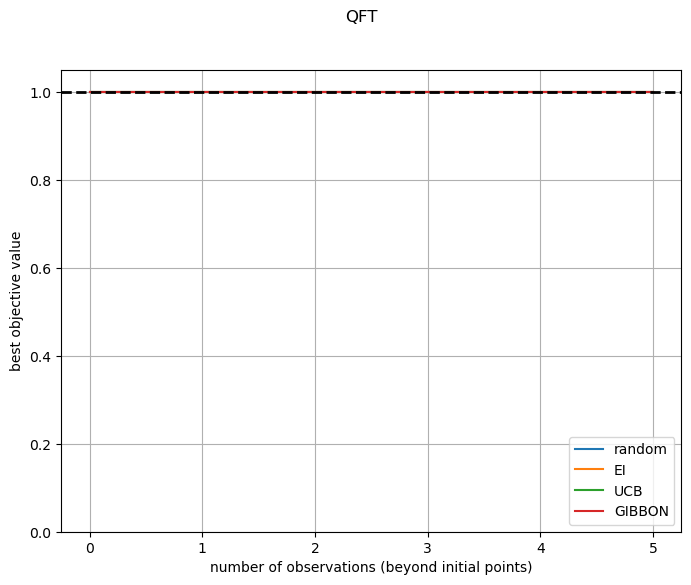 QFT
best objective value
1.0
0.8
0.6
0.4
0.2
0.0
0 1 2 3 4 5
number of observations (beyond initial points)
random
EI
UCB
GIBBON